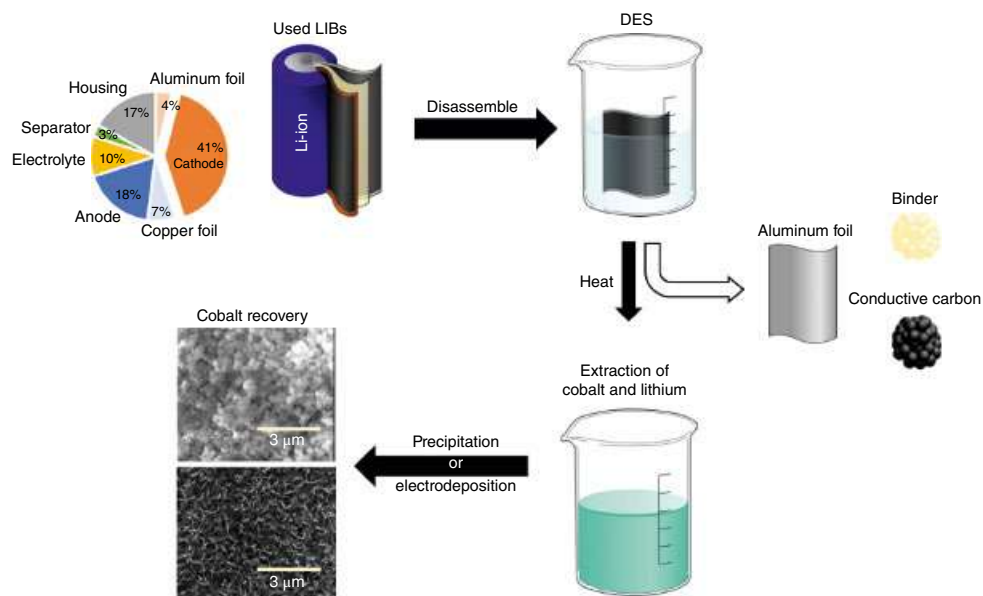 Used LIBs
DES
Housing
Aluminum foil
17%
4%
Separator
3%
41%
Cathode
Electrolyte
10%
18%
7%
Anode
Copper foil
Li-ion
Disassemble
Binder
Aluminum foil
Heat
Conductive carbon
Cobalt recovery
3 μm
3 μm
Extraction of
cobalt and lithium
Precipitation
or
electrodeposition